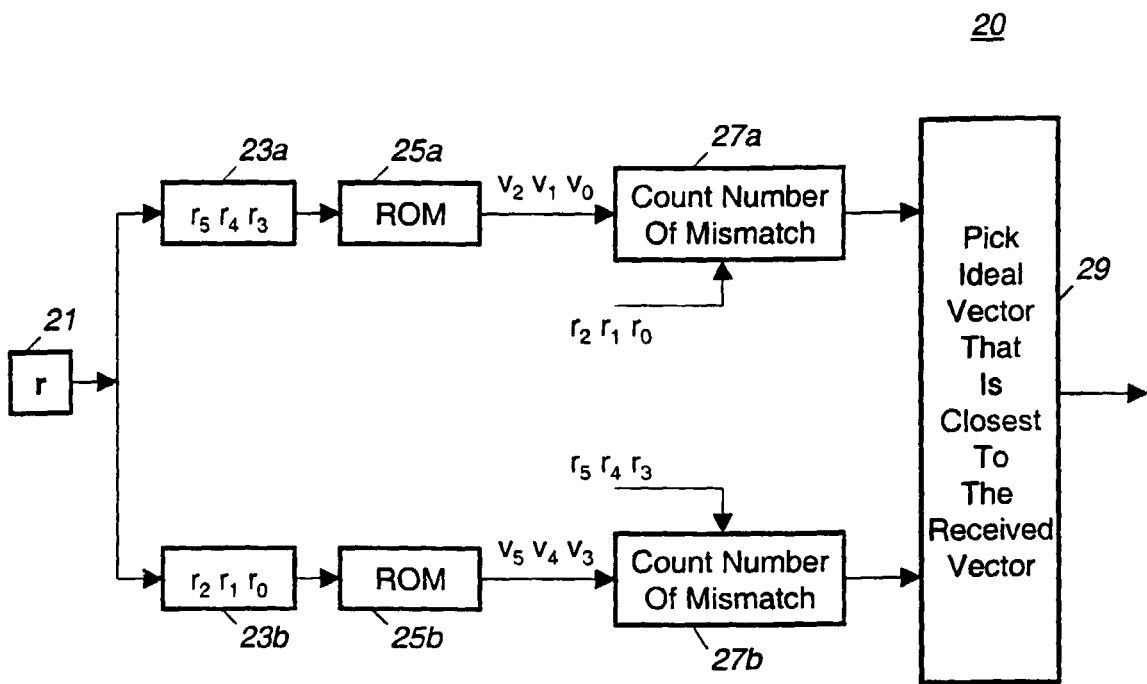 20
23a
25a
27a
r₅ r₄ r₃
ROM
v₂ v₁ v₀
Count Number
Of Mismatch
r₂ r₁ r₀
21
r
r₅ r₄ r₃
r₂ r₁ r₀
ROM
v₅ v₄ v₃
Count Number
Of Mismatch
23b
25b
27b
Pick
Ideal
Vector
That
Is
Closest
To
The
Received
Vector
29